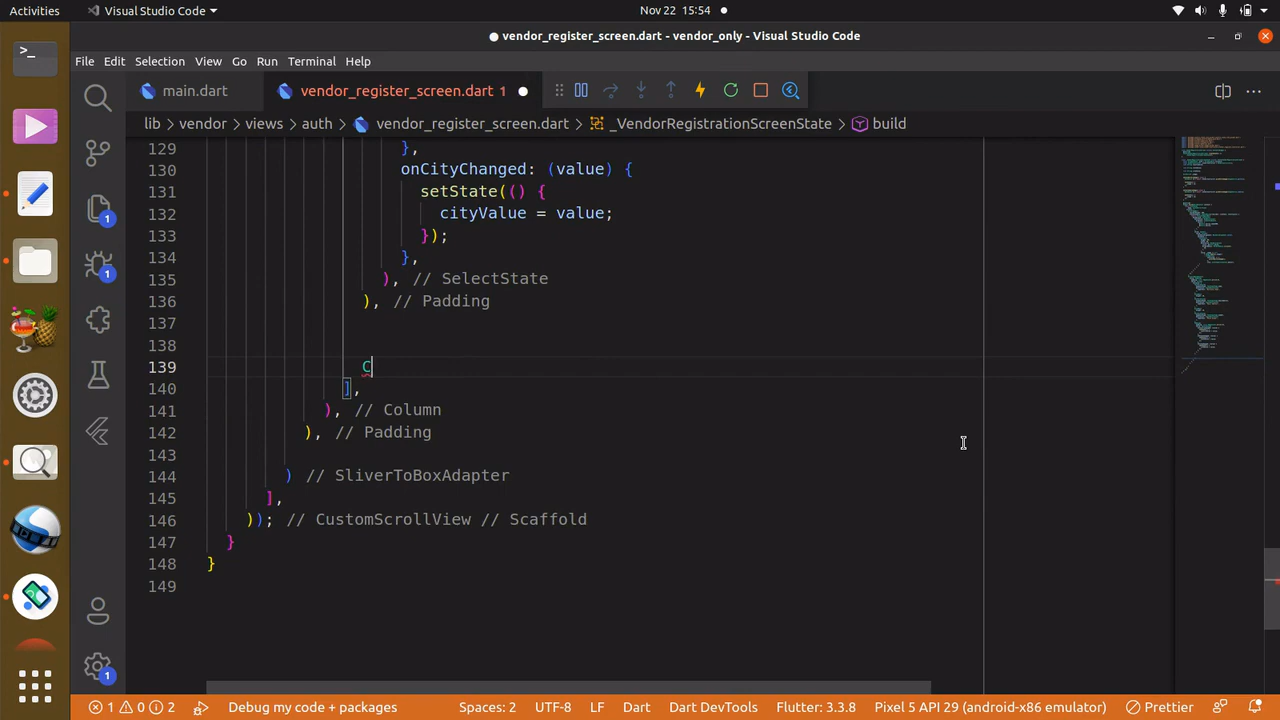 Activities
Visual Studio Code
Nov 22 15:54
vendor_register_screen.dart - vendor_only - Visual Studio Code
File Edit Selection View Go Run Terminal Help
main.dart
vendor_register_screen.dart 1
lib
vendor
views
auth
vendor_register_screen.dart
_VendorRegistrationScreenState
build
129 },
130 onCityChanged: (value) {
131 setState(() {
132 cityValue = value;
133 });
134 },
135 ), // SelectState
136 ), // Padding
137
138
139 C
140 ],
141 ), // Column
142 ), // Padding
143
144 ) // SliverToBoxAdapter
145 ],
146 )); // CustomScrollView // Scaffold
147 }
148 }
149
1
1
1
1 0 2
Debug my code + packages
Spaces: 2
UTF-8
LF
Dart
Dart DevTools
Flutter: 3.3.8
Pixel 5 API 29 (android-x86 emulator)
Prettier